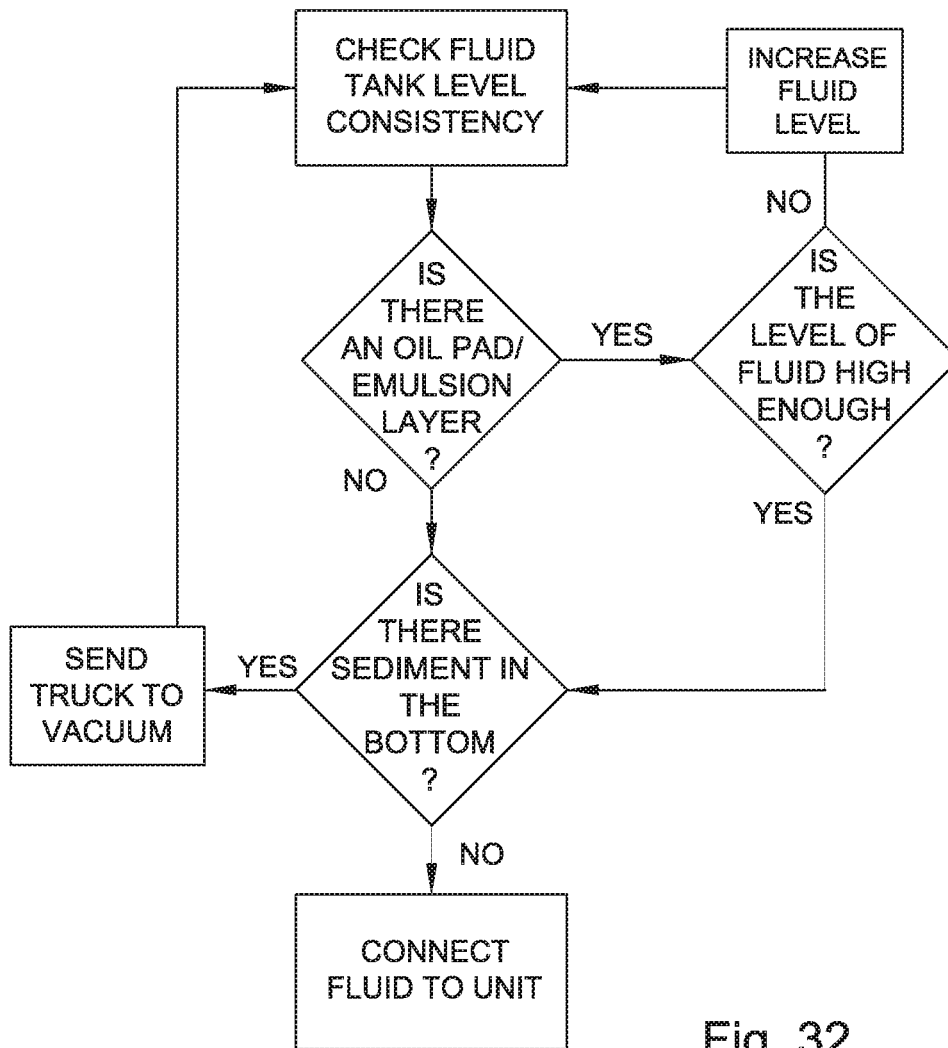 CHECK FLUID
TANK LEVEL
CONSISTENCY
INCREASE
FLUID
LEVEL
NO
IS
THERE
AN OIL PAD/
EMULSION
LAYER
?
YES
IS
THE
LEVEL OF
FLUID HIGH
ENOUGH
?
NO
YES
IS
THERE
SEDIMENT IN
THE
BOTTOM
?
YES
SEND
TRUCK TO
VACUUM
NO
CONNECT
FLUID TO UNIT
Fig. 32